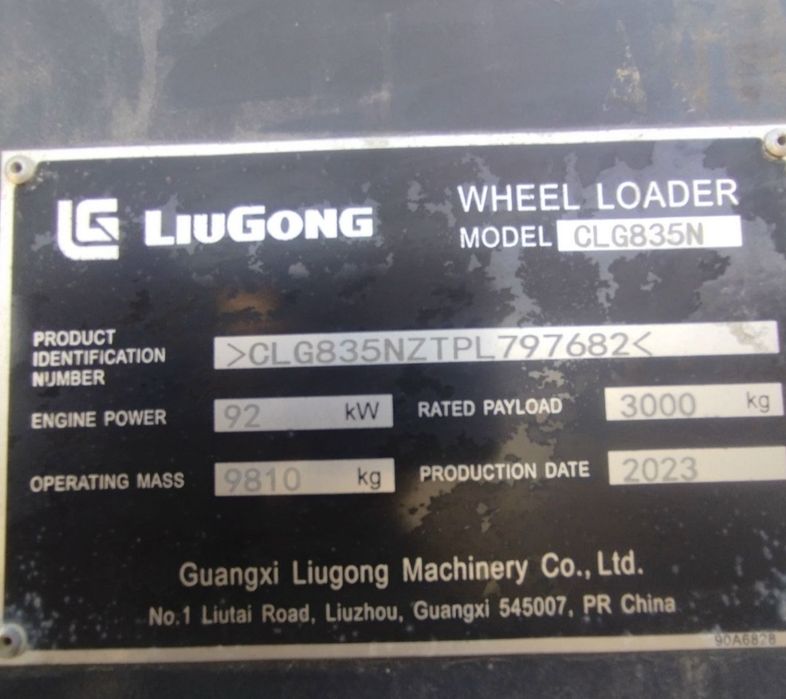 LG LIUGONG
WHEEL LOADER
MODEL CLG835N
PRODUCT
IDENTIFICATION
NUMBER
>CLG835NZTPL797682<
ENGINE POWER 92 kW RATED PAYLOAD 3000 kg
OPERATING MASS 9810 kg PRODUCTION DATE 2023
Guangxi Liugong Machinery Co., Ltd.
No.1 Liutai Road, Liuzhou, Guangxi 545007, PR China
90A6828